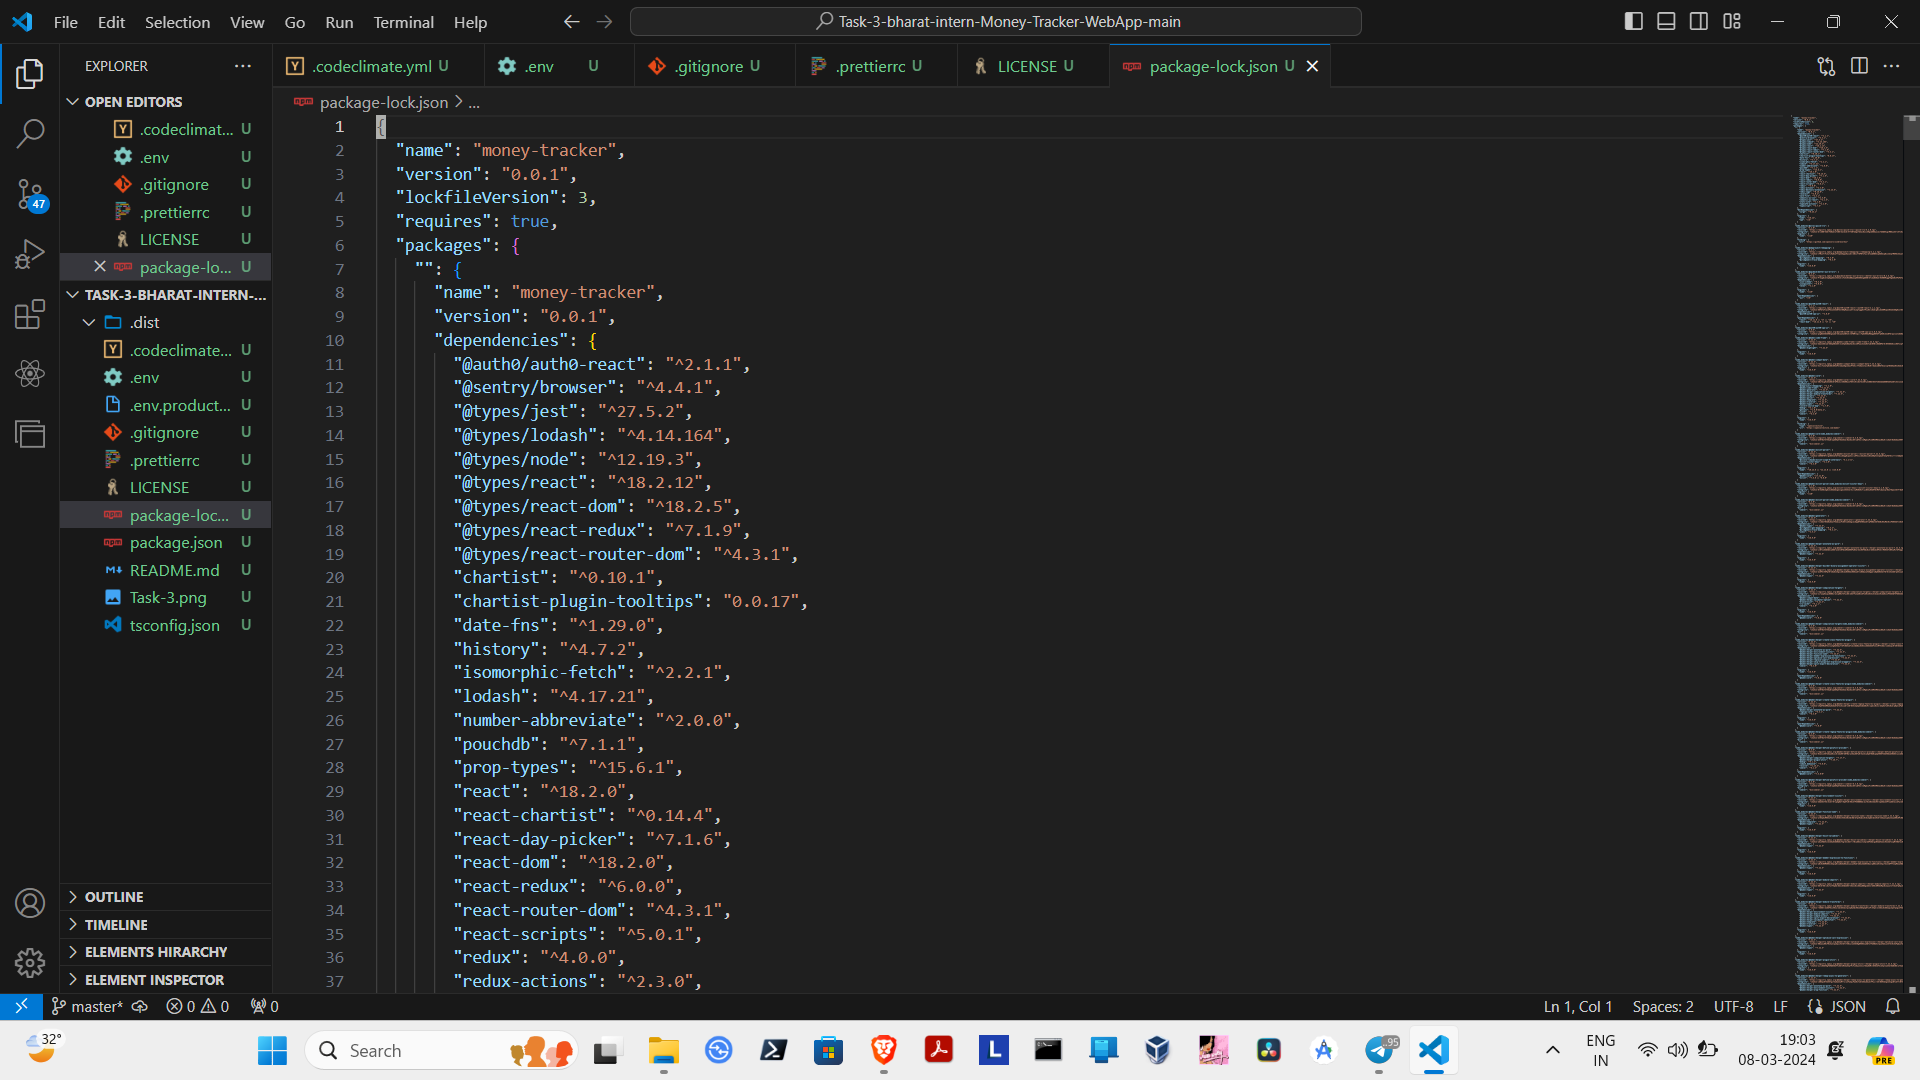 File Edit Selection View Go Run Terminal Help
Task-3-bharat-intern-Money-Tracker-WebApp-main
EXPLORER
.codeclimate.yml U
.env U
.gitignore U
.prettierrc U
LICENSE U
package-lock.json U
OPEN EDITORS
.codeclimat... U
.env U
.gitignore U
.prettierrc U
LICENSE U
package-lo... U
TASK-3-BHARAT-INTERN-...
.dist
.codeclimate... U
.env U
.env.product... U
.gitignore U
.prettierrc U
LICENSE U
package-loc... U
package.json U
README.md U
Task-3.png U
tsconfig.json U
OUTLINE
TIMELINE
ELEMENTS HIRARCHY
ELEMENT INSPECTOR
47
package-lock.json > ...
1 {
2 "name": "money-tracker",
3 "version": "0.0.1",
4 "lockfileVersion": 3,
5 "requires": true,
6 "packages": {
7 "": {
8 "name": "money-tracker",
9 "version": "0.0.1",
10 "dependencies": {
11 "@auth0/auth0-react": "^2.1.1",
12 "@sentry/browser": "^4.4.1",
13 "@types/jest": "^27.5.2",
14 "@types/lodash": "^4.14.164",
15 "@types/node": "^12.19.3",
16 "@types/react": "^18.2.12",
17 "@types/react-dom": "^18.2.5",
18 "@types/react-redux": "^7.1.9",
19 "@types/react-router-dom": "^4.3.1",
20 "chartist": "^0.10.1",
21 "chartist-plugin-tooltips": "0.0.17",
22 "date-fns": "^1.29.0",
23 "history": "^4.7.2",
24 "isomorphic-fetch": "^2.2.1",
25 "lodash": "^4.17.21",
26 "number-abbreviate": "^2.0.0",
27 "pouchdb": "^7.1.1",
28 "prop-types": "^15.6.1",
29 "react": "^18.2.0",
30 "react-chartist": "^0.14.4",
31 "react-day-picker": "^7.1.6",
32 "react-dom": "^18.2.0",
33 "react-redux": "^6.0.0",
34 "react-router-dom": "^4.3.1",
35 "react-scripts": "^5.0.1",
36 "redux": "^4.0.0",
37 "redux-actions": "^2.3.0",
master* 0 0 0
Ln 1, Col 1 Spaces: 2 UTF-8 LF {} JSON
32°
Search
95
ENG
IN
19:03
08-03-2024
PRE